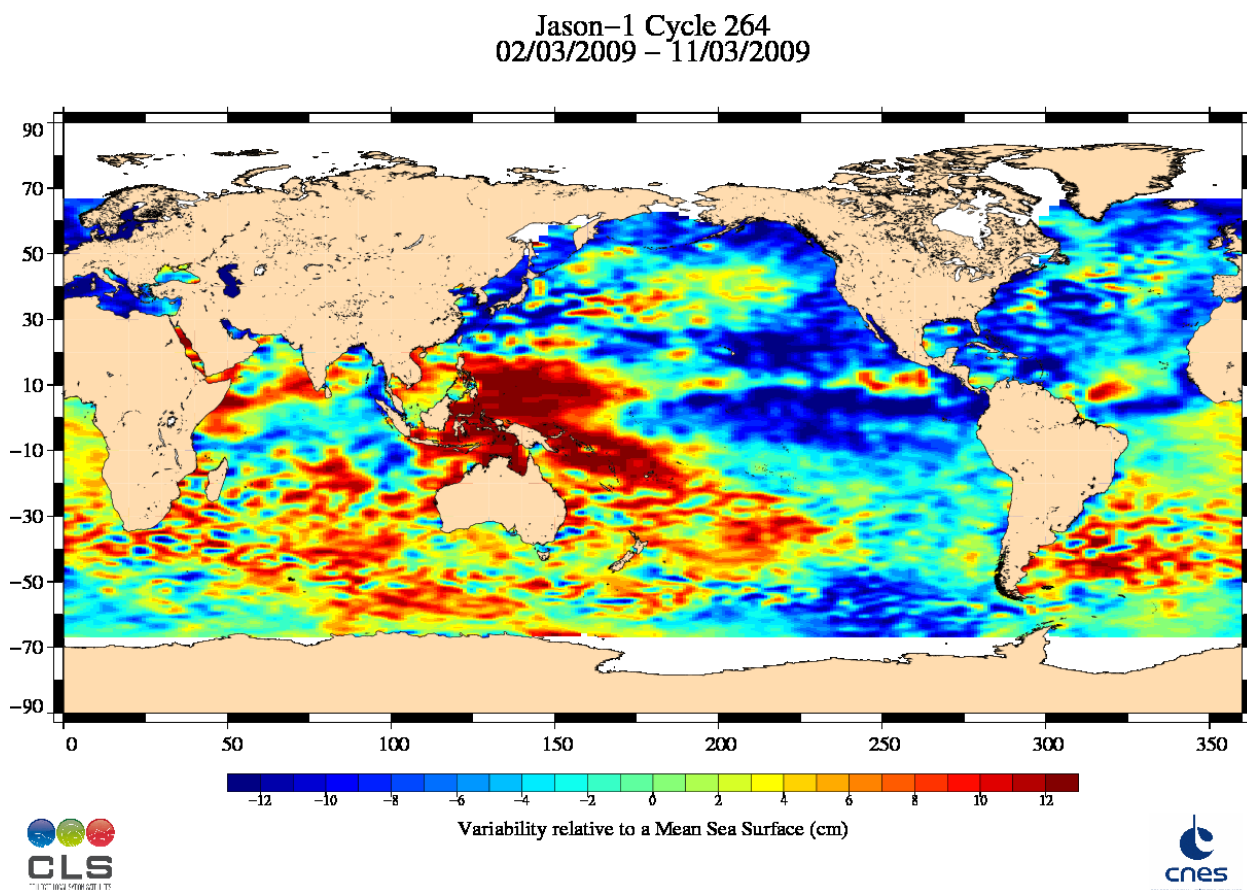 Jason−1 Cycle 264
02/03/2009 − 11/03/2009
90
70
50
30
10
−10
−30
−50
−70
−90
0 50 100 150 200 250 300 350
−12 −10 −8 −6 −4 −2 0 2 4 6 8 10 12
Variability relative to a Mean Sea Surface (cm)
CLS
cnes